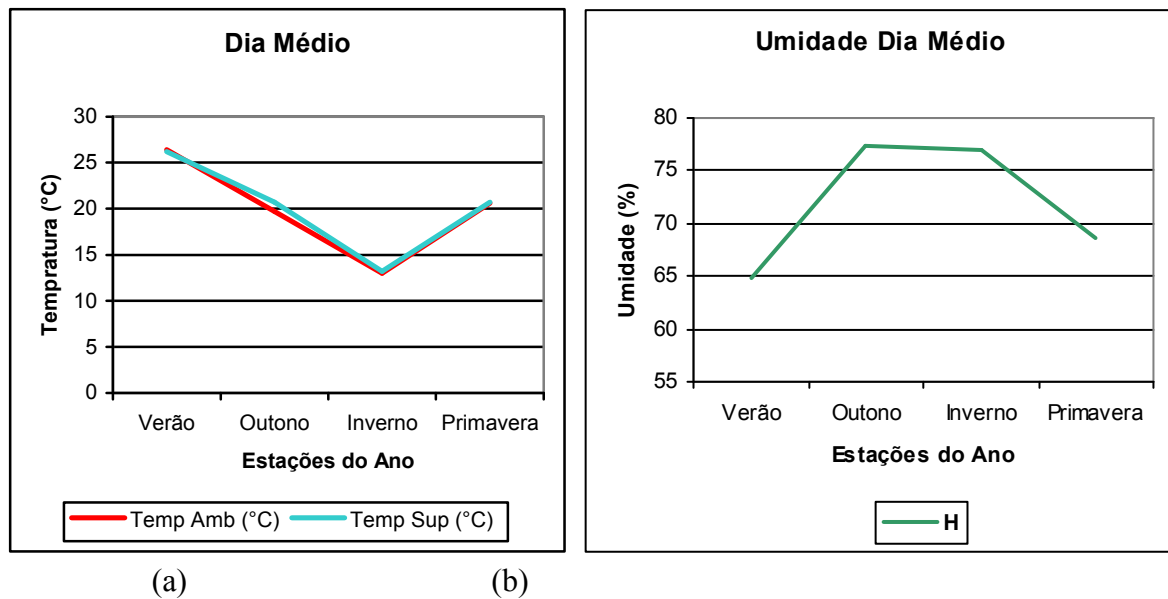 Dia Médio
Tempratura (°C)
30
25
20
15
10
5
0
Verão Outono Inverno Primavera
Estações do Ano
Temp Amb (°C) Temp Sup (°C)
Umidade Dia Médio
Umidade (%)
80
75
70
65
60
55
Verão Outono Inverno Primavera
Estações do Ano
H
(a) (b)